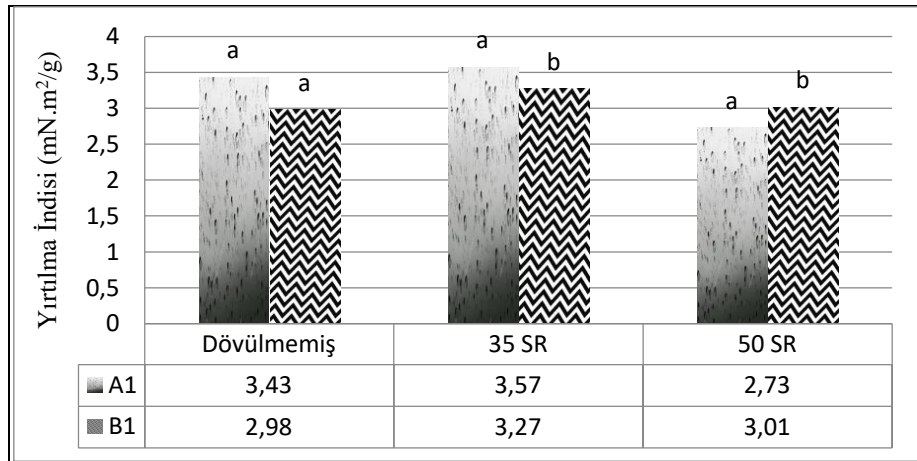 Yırtılma İndisi (mN.m²/g)
4
3,5
3
2,5
2
1,5
1
0,5
0
a
a
a
b
a
b
Dövülmemiş 35 SR 50 SR
A1 3,43 3,57 2,73
B1 2,98 3,27 3,01